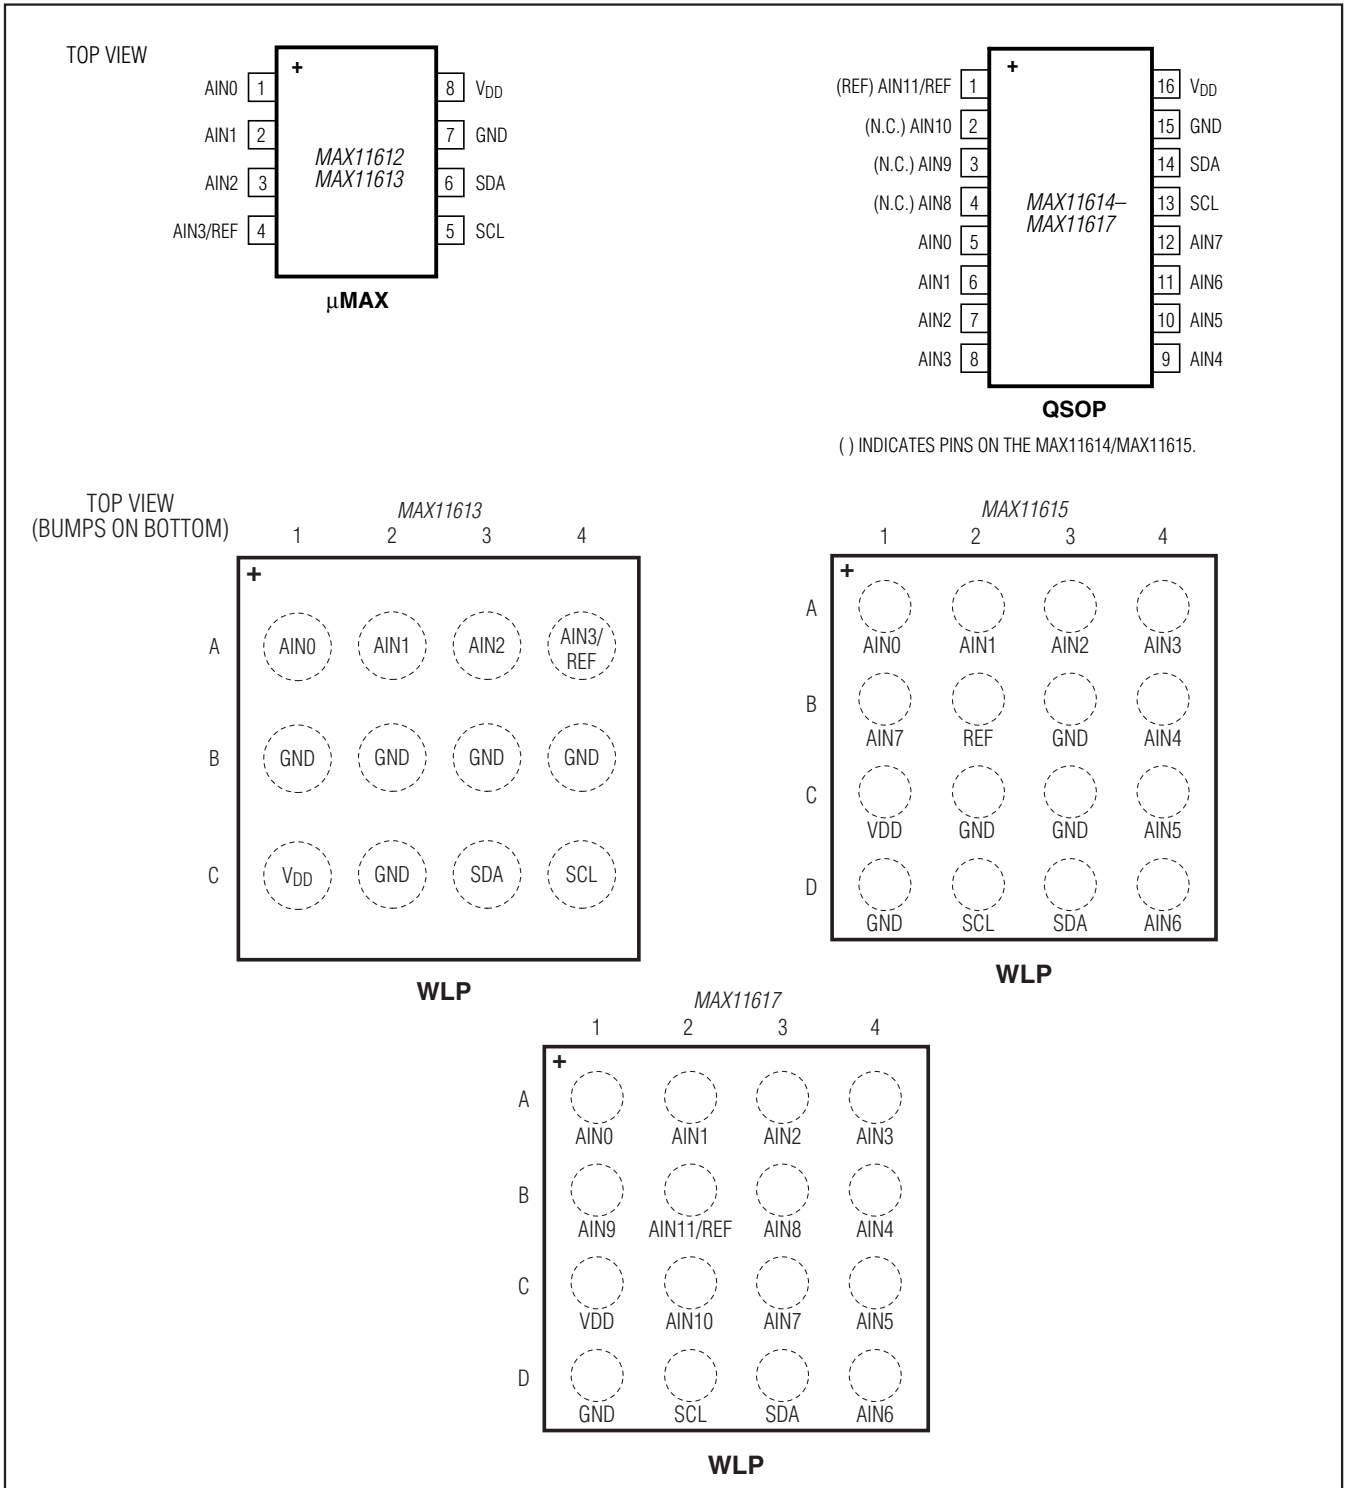 TOP VIEW
+
AIN0 1
AIN1 2
AIN2 3
AIN3/REF 4
MAX11612
MAX11613
8 VDD
7 GND
6 SDA
5 SCL
µMAX
+
(REF) AIN11/REF 1
(N.C.) AIN10 2
(N.C.) AIN9 3
(N.C.) AIN8 4
AIN0 5
AIN1 6
AIN2 7
AIN3 8
MAX11614–
MAX11617
16 VDD
15 GND
14 SDA
13 SCL
12 AIN7
11 AIN6
10 AIN5
9 AIN4
QSOP
( ) INDICATES PINS ON THE MAX11614/MAX11615.
TOP VIEW
(BUMPS ON BOTTOM)
MAX11613
1 2 3 4
+
A AIN0 AIN1 AIN2 AIN3/
REF
B GND GND GND GND
C VDD GND SDA SCL
WLP
MAX11615
1 2 3 4
+
A
AIN0 AIN1 AIN2 AIN3
B
AIN7 REF GND AIN4
C
VDD GND GND AIN5
D
GND SCL SDA AIN6
WLP
MAX11617
1 2 3 4
+
A
AIN0 AIN1 AIN2 AIN3
B
AIN9 AIN11/REF AIN8 AIN4
C
VDD AIN10 AIN7 AIN5
D
GND SCL SDA AIN6
WLP